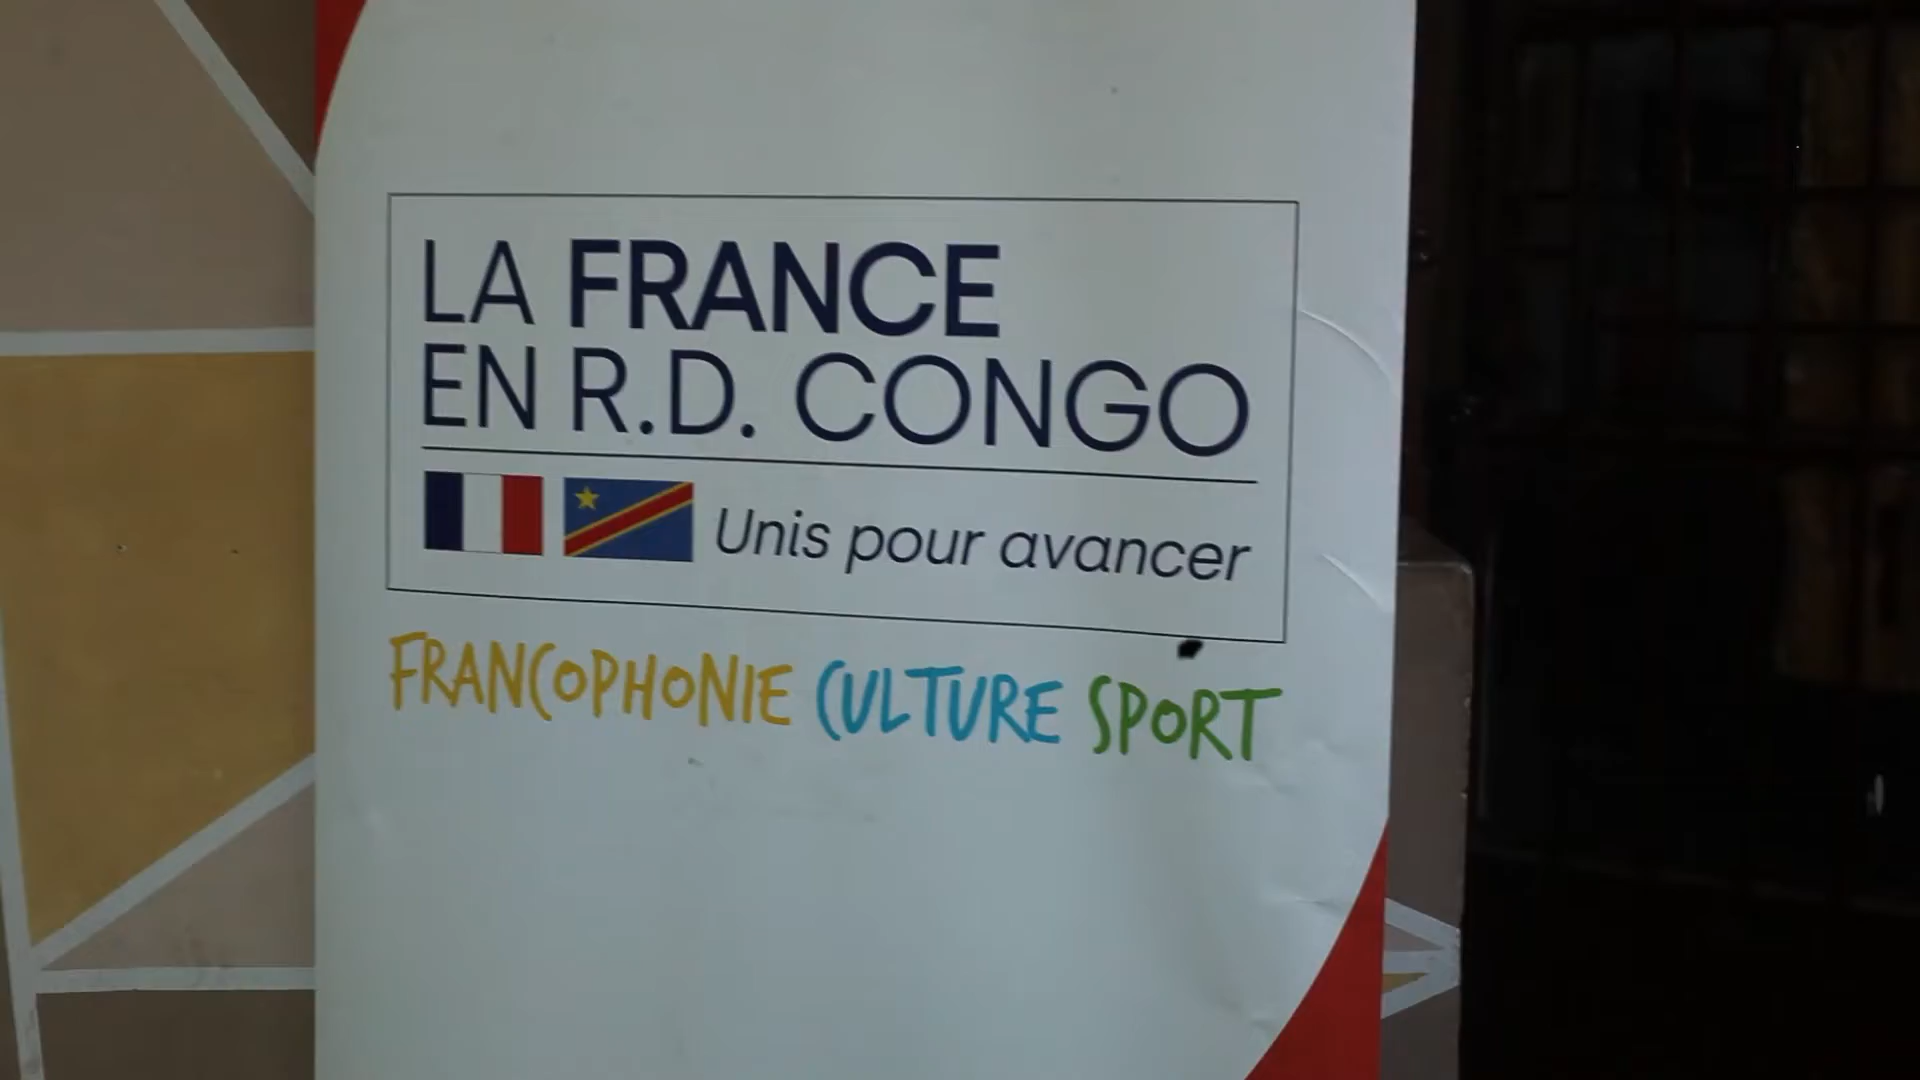 LA FRANCE
EN R.D. CONGO
Unis pour avancer
FRANCOPHONIE CULTURE SPORT